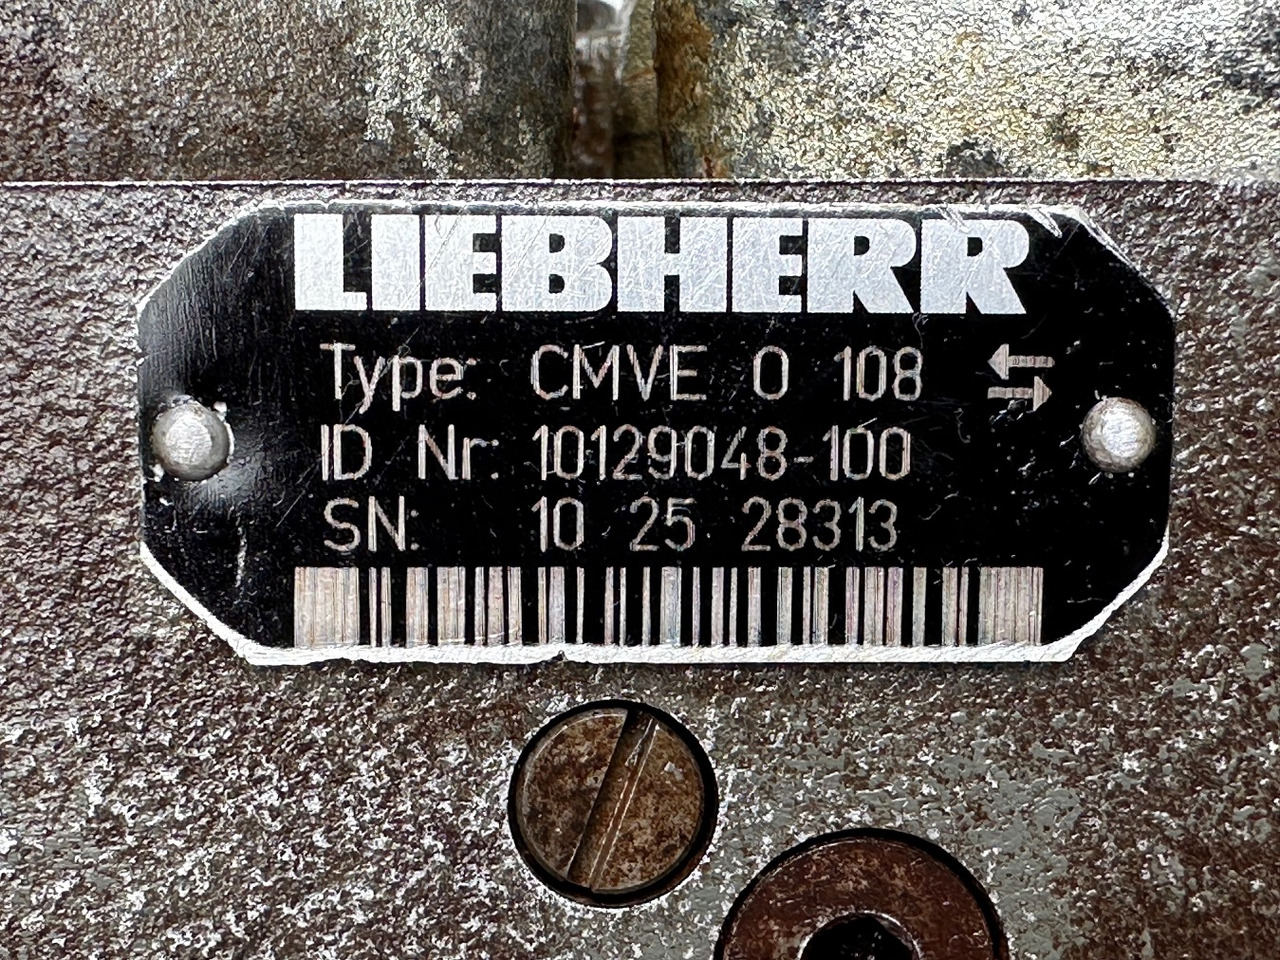 LIEBHERR
Type: CMVE 0 108 ⇆
ID Nr: 10129048-100
SN: 10 25 28313